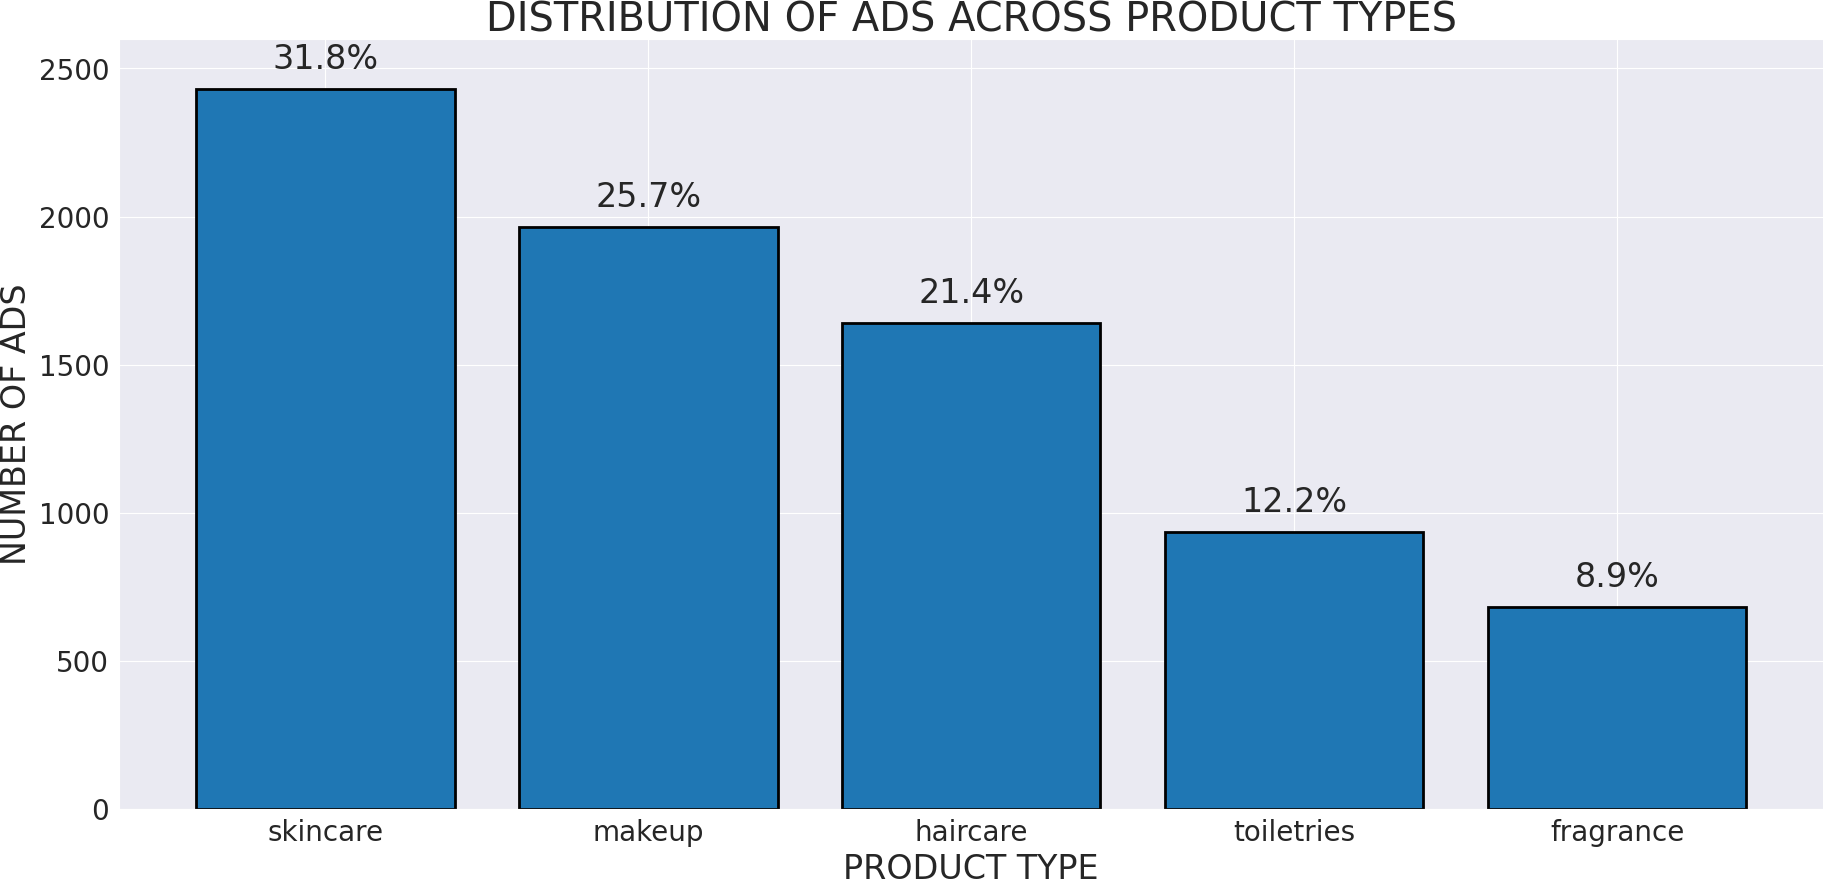 DISTRIBUTION OF ADS ACROSS PRODUCT TYPES
31.8%
25.7%
21.4%
12.2%
8.9%
2500
2000
1500
1000
500
0
NUMBER OF ADS
skincare makeup haircare toiletries fragrance
PRODUCT TYPE